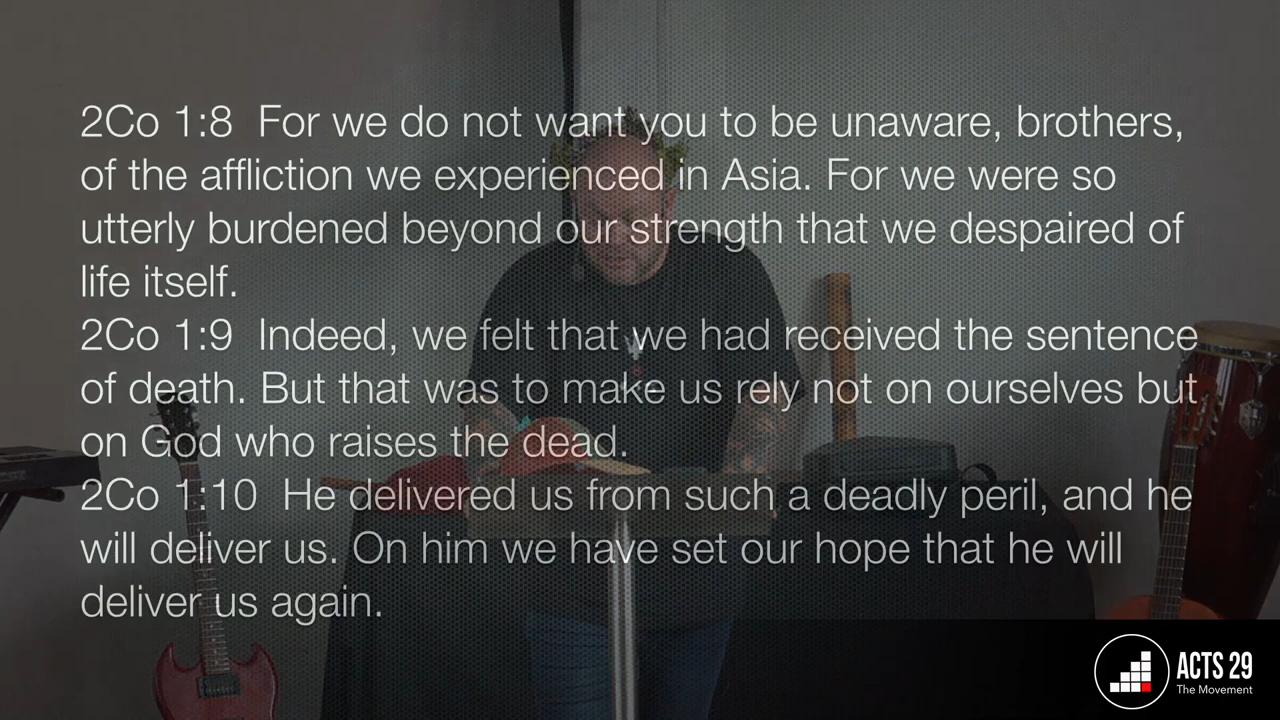 2Co 1:8  For we do not want you to be unaware, brothers,
of the affliction we experienced in Asia. For we were so
utterly burdened beyond our strength that we despaired of
life itself.
2Co 1:9  Indeed, we felt that we had received the sentence
of death. But that was to make us rely not on ourselves but
on God who raises the dead.
2Co 1:10  He delivered us from such a deadly peril, and he
will deliver us. On him we have set our hope that he will
deliver us again.
ACTS 29
The Movement